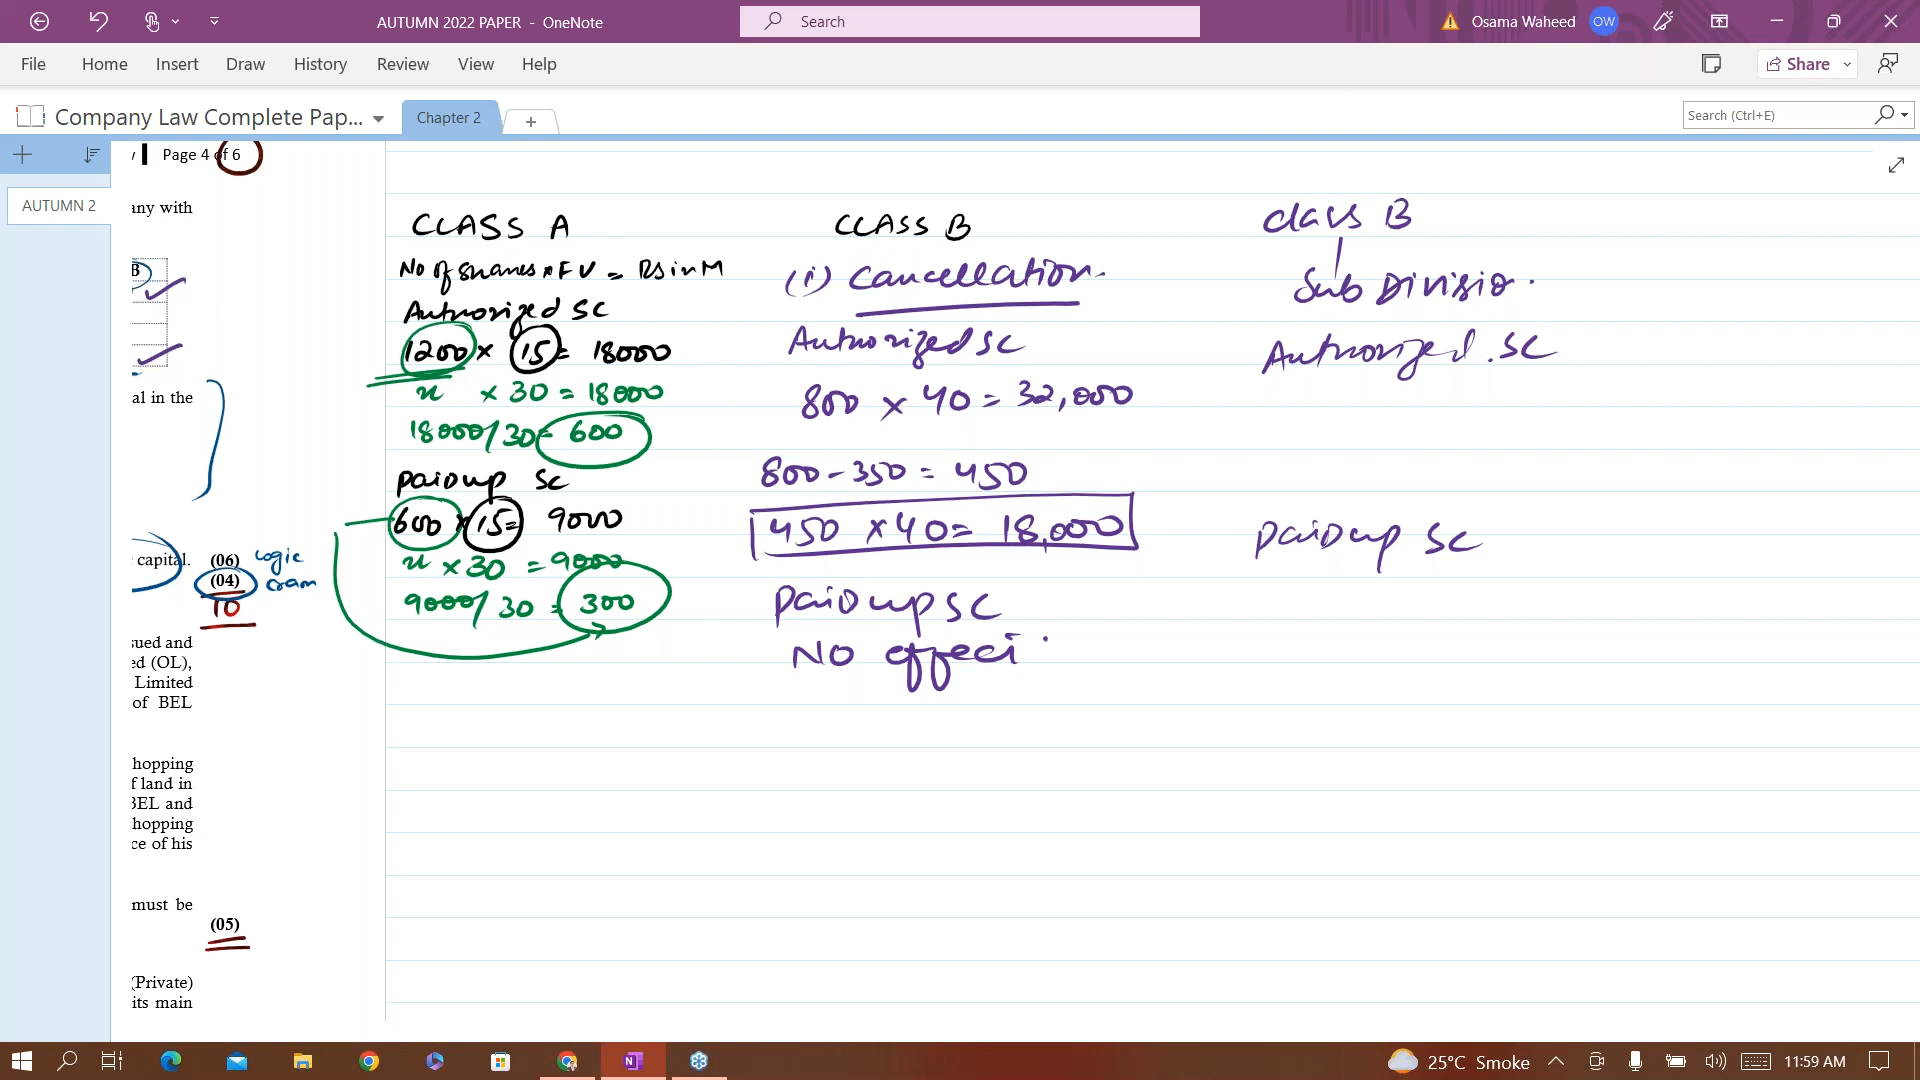 AUTUMN 2022 PAPER - OneNote
Search
Osama Waheed
OW
File
Home
Insert
Draw
History
Review
View
Help
Share
Company Law Complete Pap...
Chapter 2
+
Search (Ctrl+E)
Page 4 of 6
AUTUMN 2
any with
B
al in the
capital.
(06)
logic
(04)
cram
10
sued and
ed (OL),
Limited
of BEL
hopping
f land in
BEL and
hopping
ce of his
must be
(05)
(Private)
its main
CLASS A
No of shares × FV = Rs in M
Authorized SC
1200 × 15 = 18000
x × 30 = 18000
18000/30 = 600
Paid up SC
600 × 15 = 9000
x × 30 = 9000
9000/30 = 300
CLASS B
(i) Cancellation.
Authorized SC
800 × 40 = 32,000
800 - 350 = 450
450 × 40 = 18,000
Paid up SC
No effect
Class B
Sub Division.
Authorized. SC
Paid up SC
25°C Smoke
11:59 AM